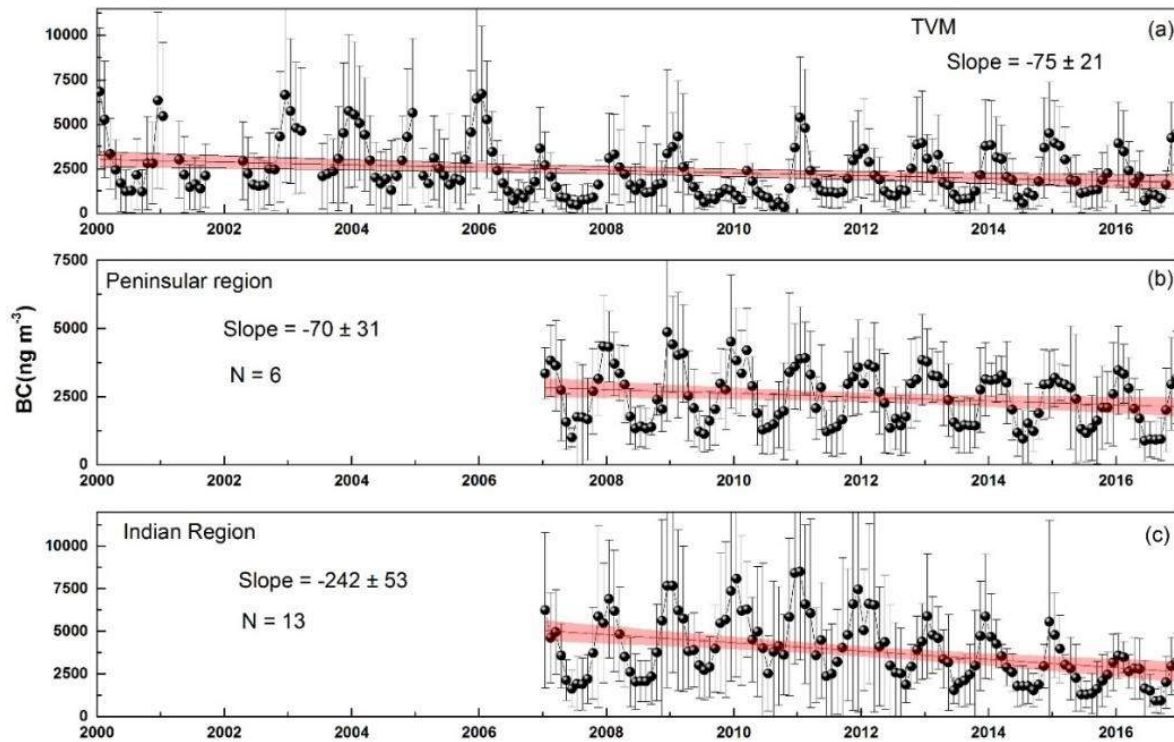 TVM
(a)
Slope = -75 ± 21
10000
7500
5000
2500
0
2000 2002 2004 2006 2008 2010 2012 2014 2016
Peninsular region
(b)
Slope = -70 ± 31
N = 6
7500
5000
2500
0
2000 2002 2004 2006 2008 2010 2012 2014 2016
BC(ng m⁻³)
Indian Region
(c)
Slope = -242 ± 53
N = 13
10000
7500
5000
2500
0
2000 2002 2004 2006 2008 2010 2012 2014 2016